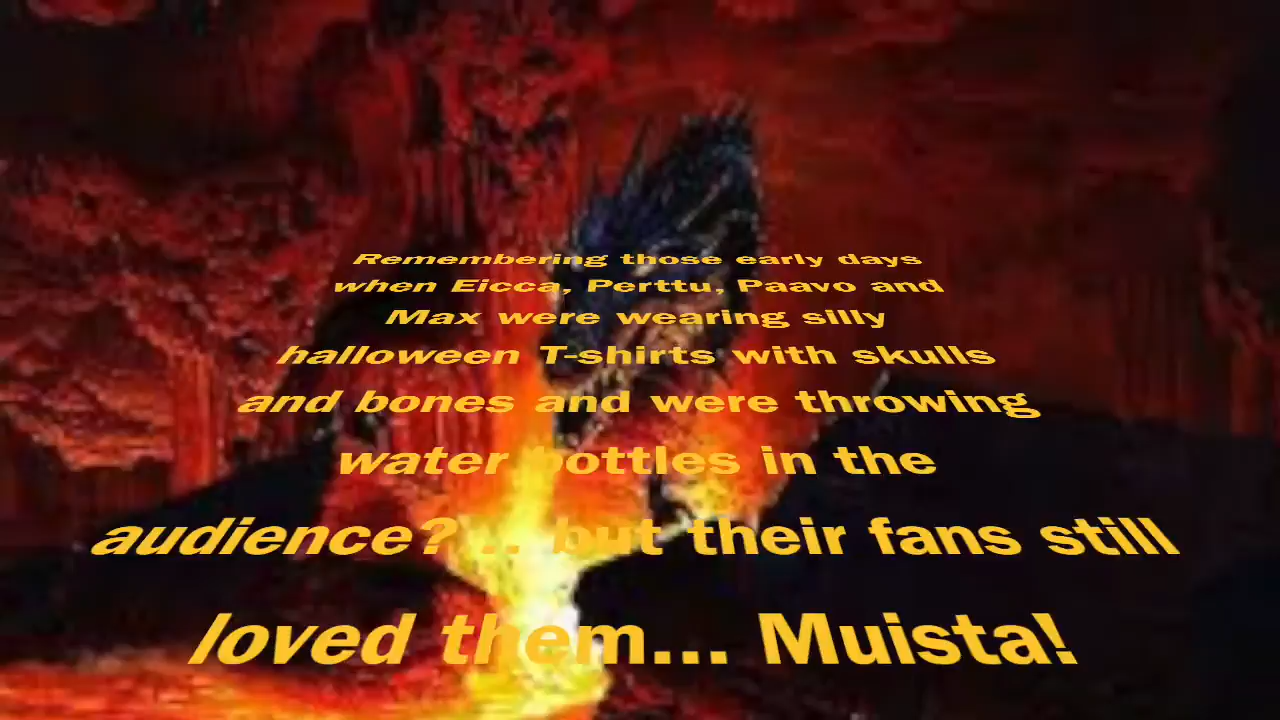 Remembering those early days
when Eicca, Perttu, Paavo and
Max were wearing silly
halloween T-shirts with skulls
and bones and were throwing
water bottles in the
audience? .. but their fans still
loved them... Muista!